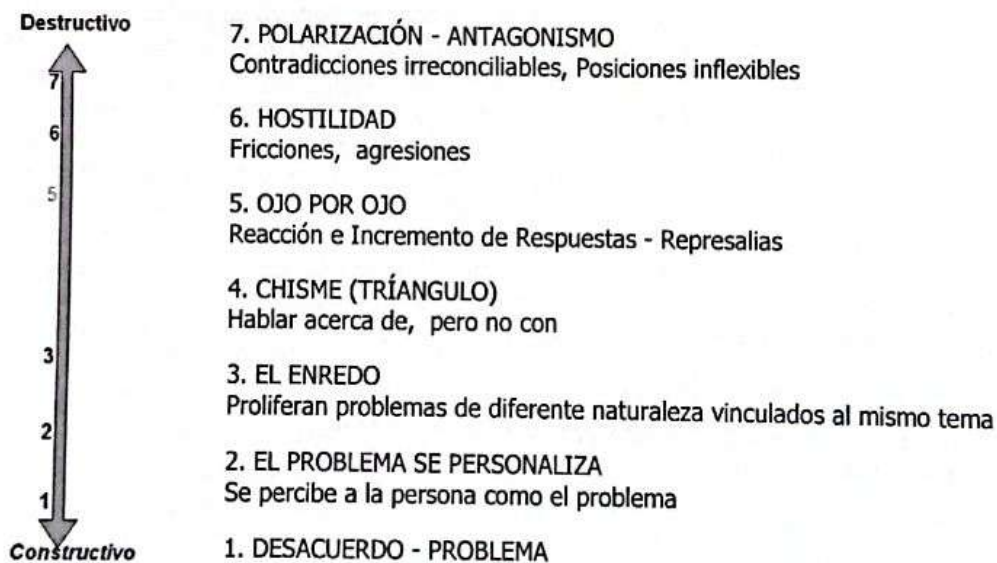 Destructivo
7. POLARIZACIÓN - ANTAGONISMO
Contradicciones irreconciliables, Posiciones inflexibles
7
6. HOSTILIDAD
6
Fricciones, agresiones
5
5. OJO POR OJO
Reacción e Incremento de Respuestas - Represalias
4. CHISME (TRÍANGULO)
Hablar acerca de, pero no con
3
3. EL ENREDO
Proliferan problemas de diferente naturaleza vinculados al mismo tema
2
2. EL PROBLEMA SE PERSONALIZA
Se percibe a la persona como el problema
1
Constructivo
1. DESACUERDO - PROBLEMA